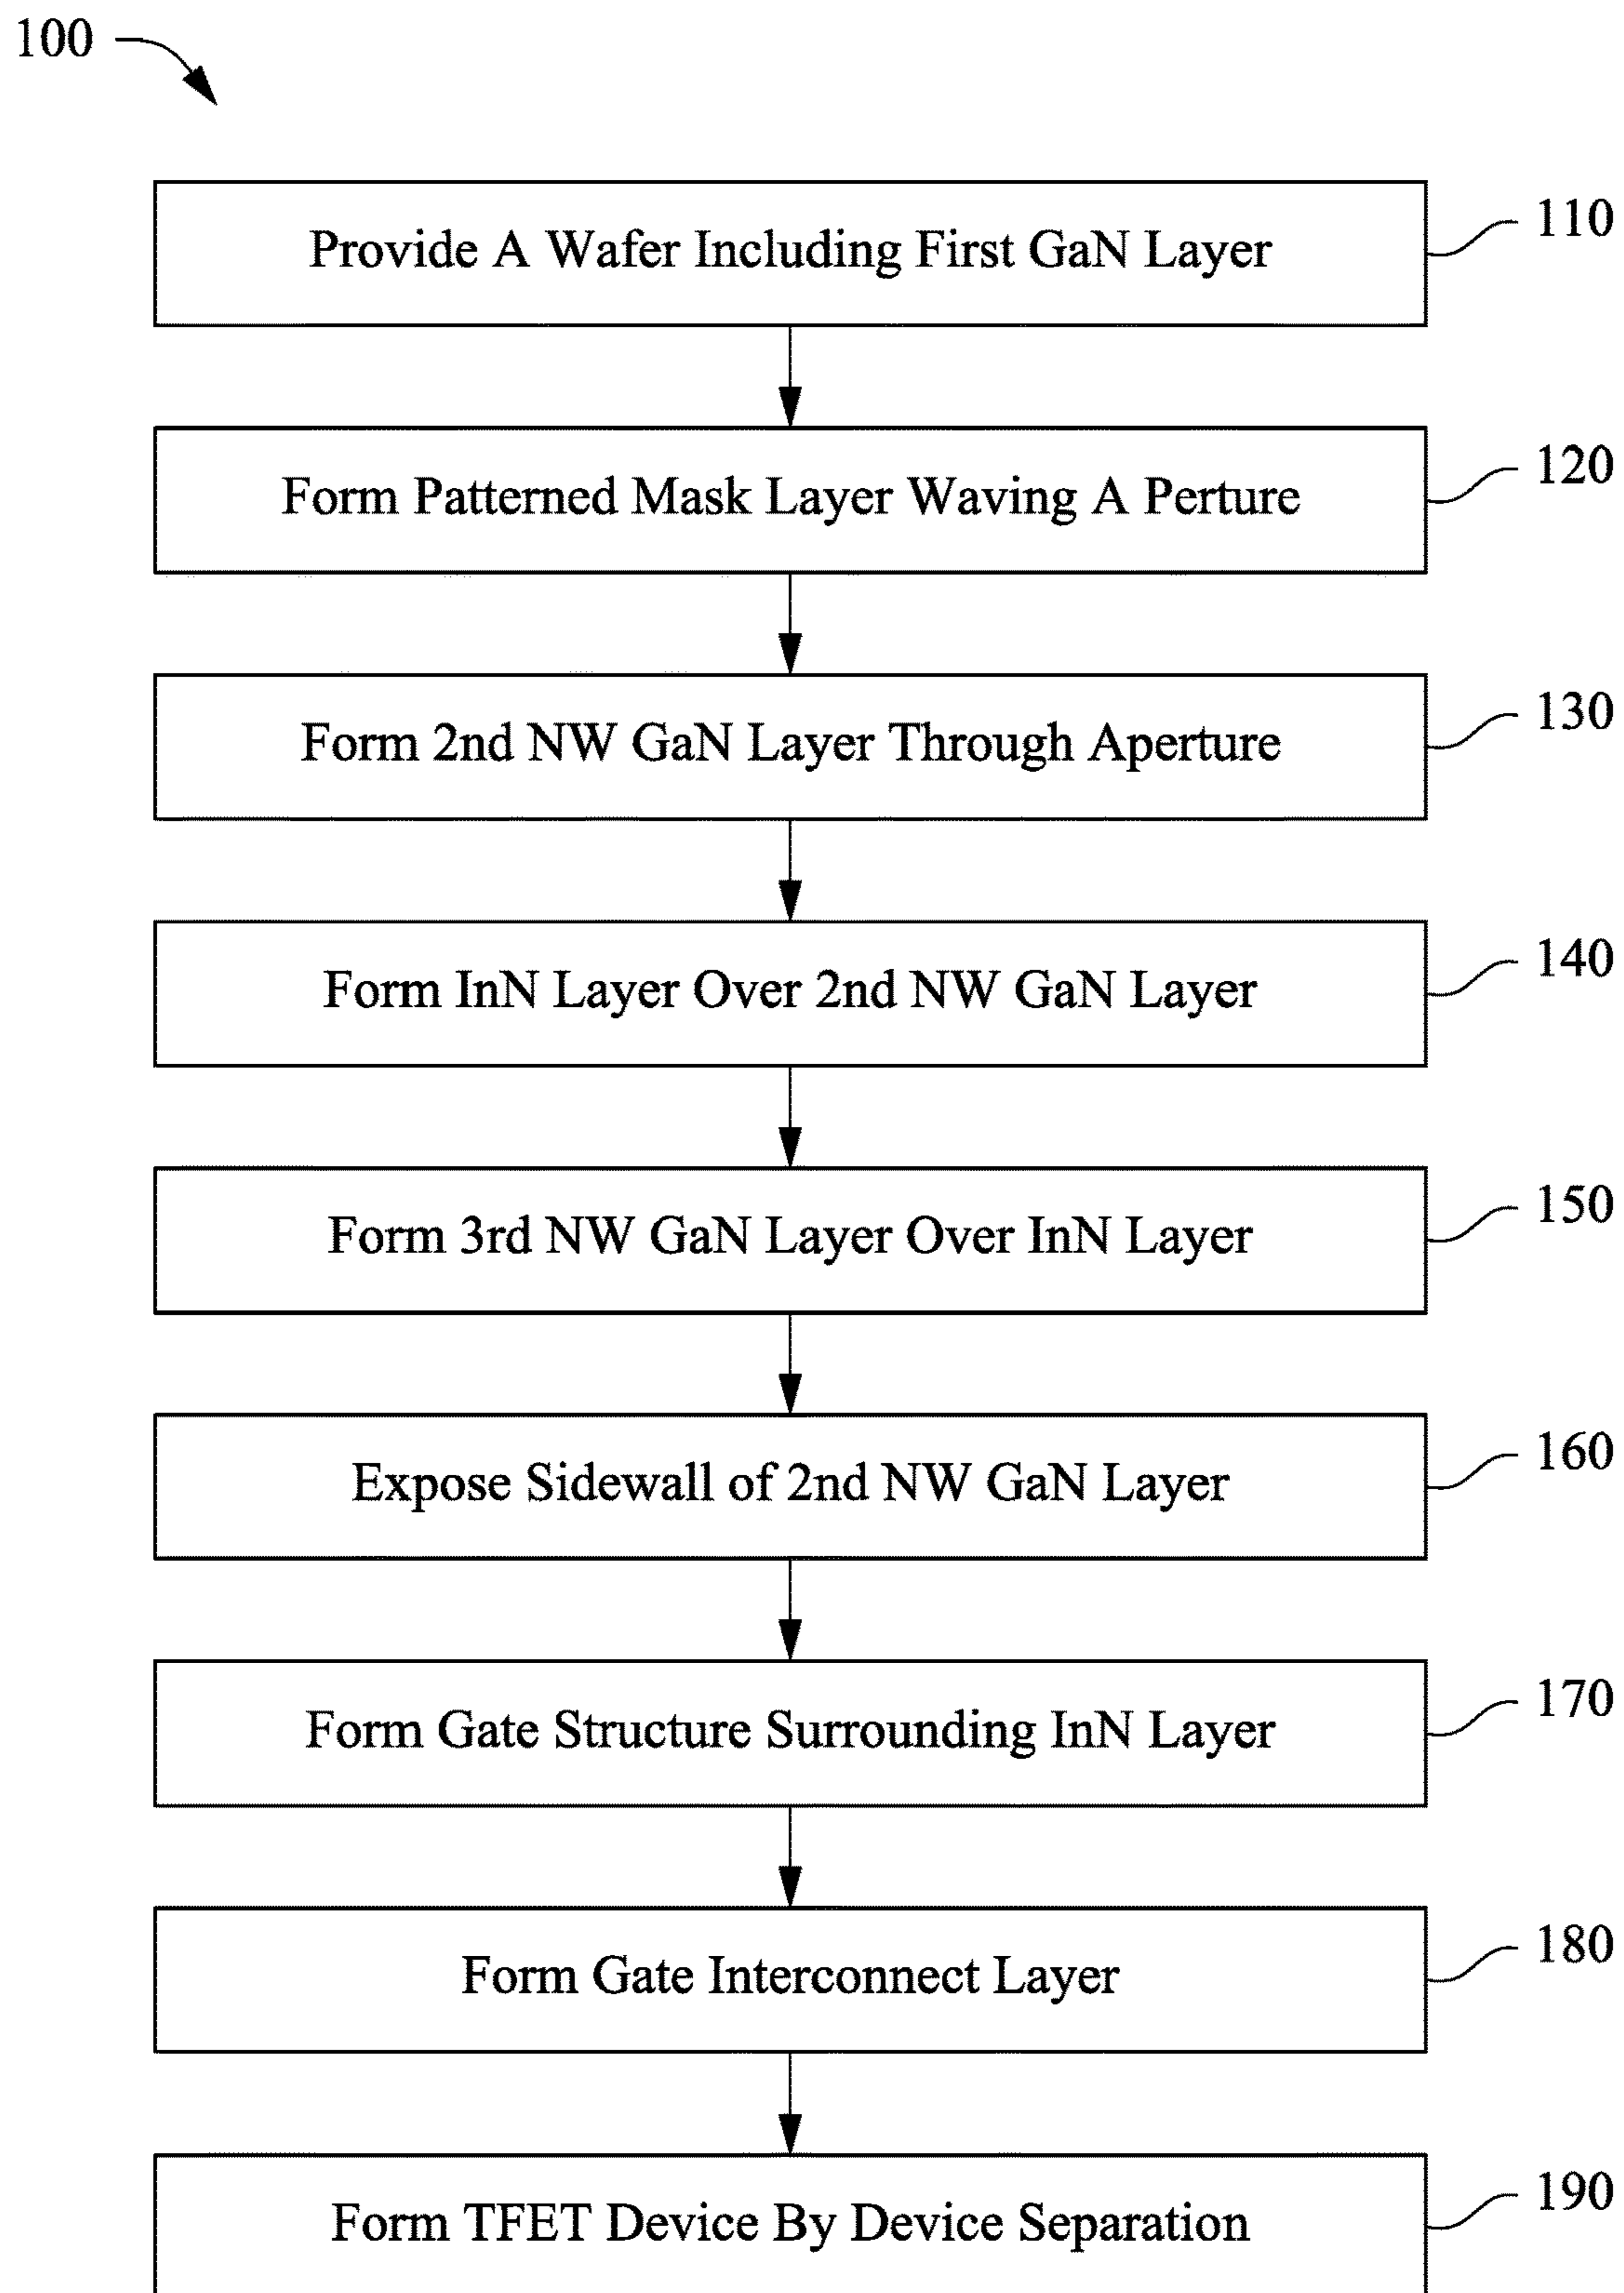 100
Provide A Wafer Including First GaN Layer
110
Form Patterned Mask Layer Waving A Perture
120
Form 2nd NW GaN Layer Through Aperture
130
Form InN Layer Over 2nd NW GaN Layer
140
Form 3rd NW GaN Layer Over InN Layer
150
Expose Sidewall of 2nd NW GaN Layer
160
Form Gate Structure Surrounding InN Layer
170
Form Gate Interconnect Layer
180
Form TFET Device By Device Separation
190